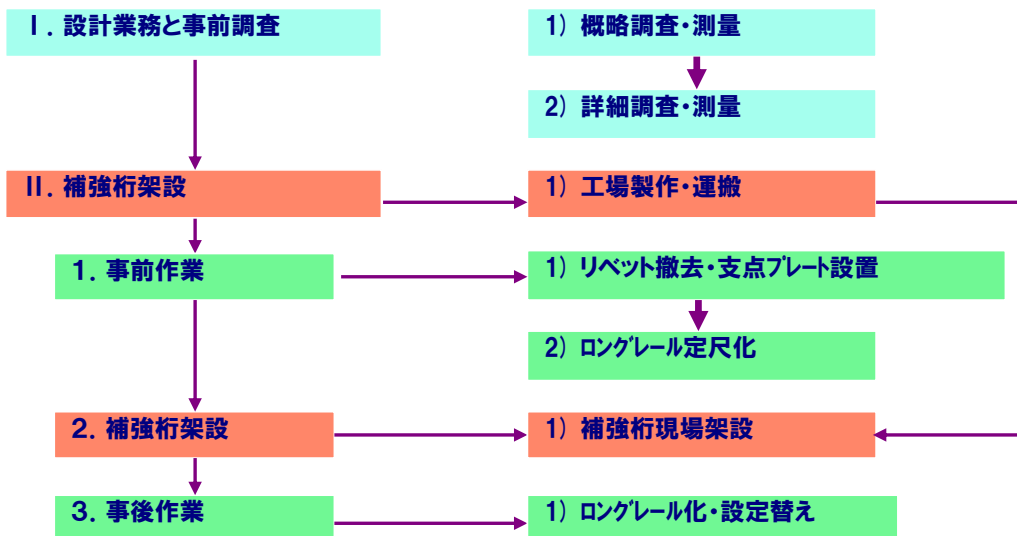 Ⅰ. 設計業務と事前調査
1) 概略調査・測量
2) 詳細調査・測量
II. 補強桁架設
1) 工場製作・運搬
1. 事前作業
1) リベット撤去・支点プレート設置
2) ロングレール定尺化
2. 補強桁架設
1) 補強桁現場架設
3. 事後作業
1) ロングレール化・設定替え